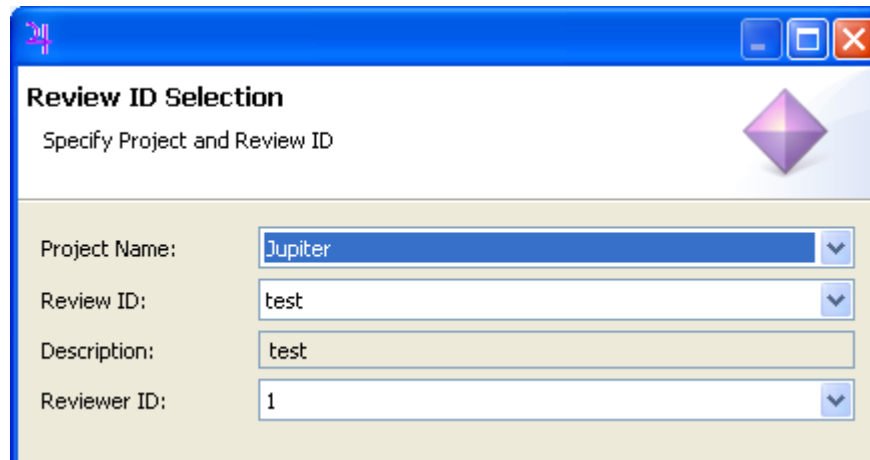 Review ID Selection
Specify Project and Review ID
Project Name: Jupiter
Review ID: test
Description: test
Reviewer ID: 1